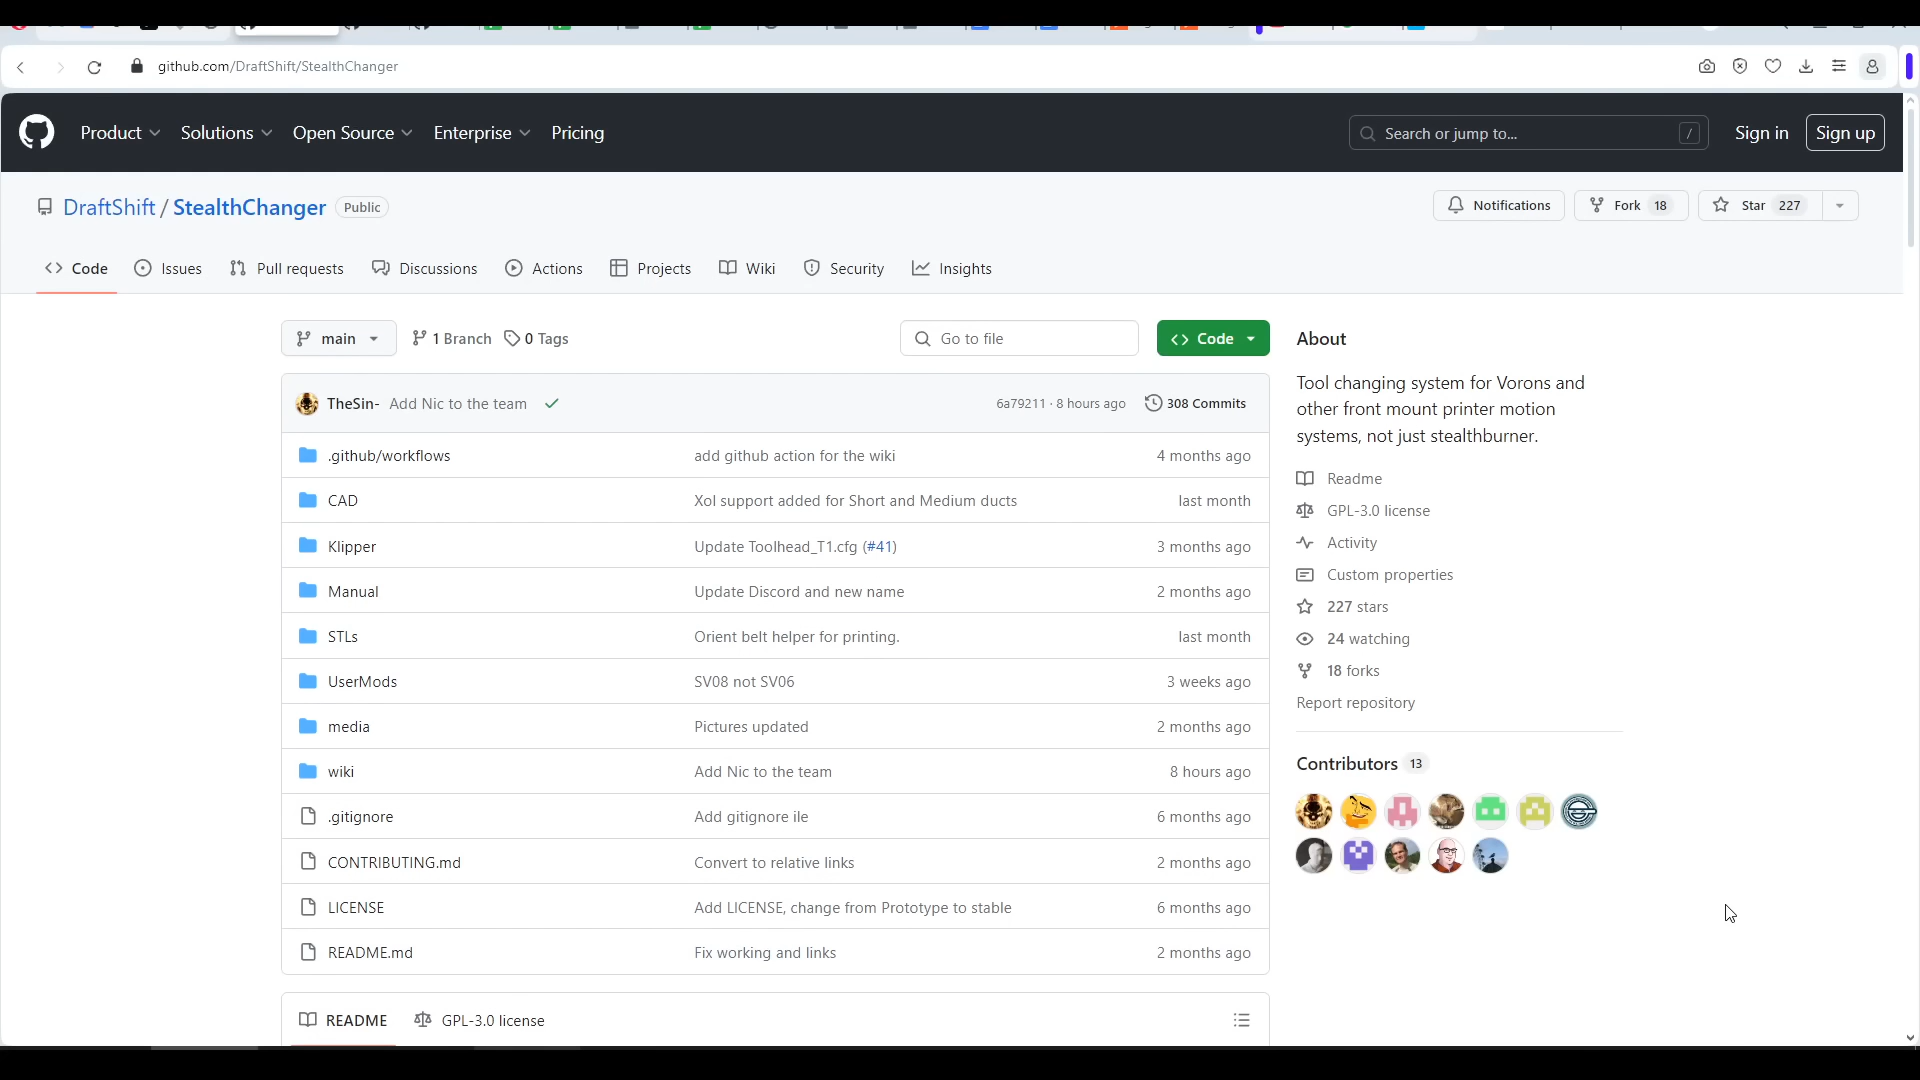 github.com/DraftShift/StealthChanger
Product Solutions Open Source Enterprise Pricing Search or jump to... / Sign in Sign up
DraftShift / StealthChanger Public Notifications Fork 18 Star 227
Code Issues Pull requests Discussions Actions Projects Wiki Security Insights
main 1 Branch 0 Tags Go to file Code
TheSin- Add Nic to the team 6a79211 · 8 hours ago 308 Commits
.github/workflows add github action for the wiki 4 months ago
CAD Xol support added for Short and Medium ducts last month
Klipper Update Toolhead_T1.cfg (#41) 3 months ago
Manual Update Discord and new name 2 months ago
STLs Orient belt helper for printing. last month
UserMods SV08 not SV06 3 weeks ago
media Pictures updated 2 months ago
wiki Add Nic to the team 8 hours ago
.gitignore Add gitignore ile 6 months ago
CONTRIBUTING.md Convert to relative links 2 months ago
LICENSE Add LICENSE, change from Prototype to stable 6 months ago
README.md Fix working and links 2 months ago
README GPL-3.0 license
About
Tool changing system for Vorons and
other front mount printer motion
systems, not just stealthburner.
Readme
GPL-3.0 license
Activity
Custom properties
227 stars
24 watching
18 forks
Report repository
Contributors 13